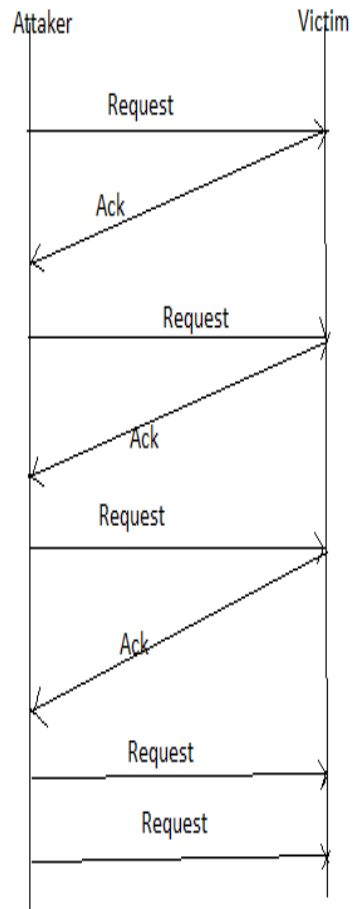 Attaker
Victim
Request
Ack
Request
Ack
Request
Ack
Request
Request